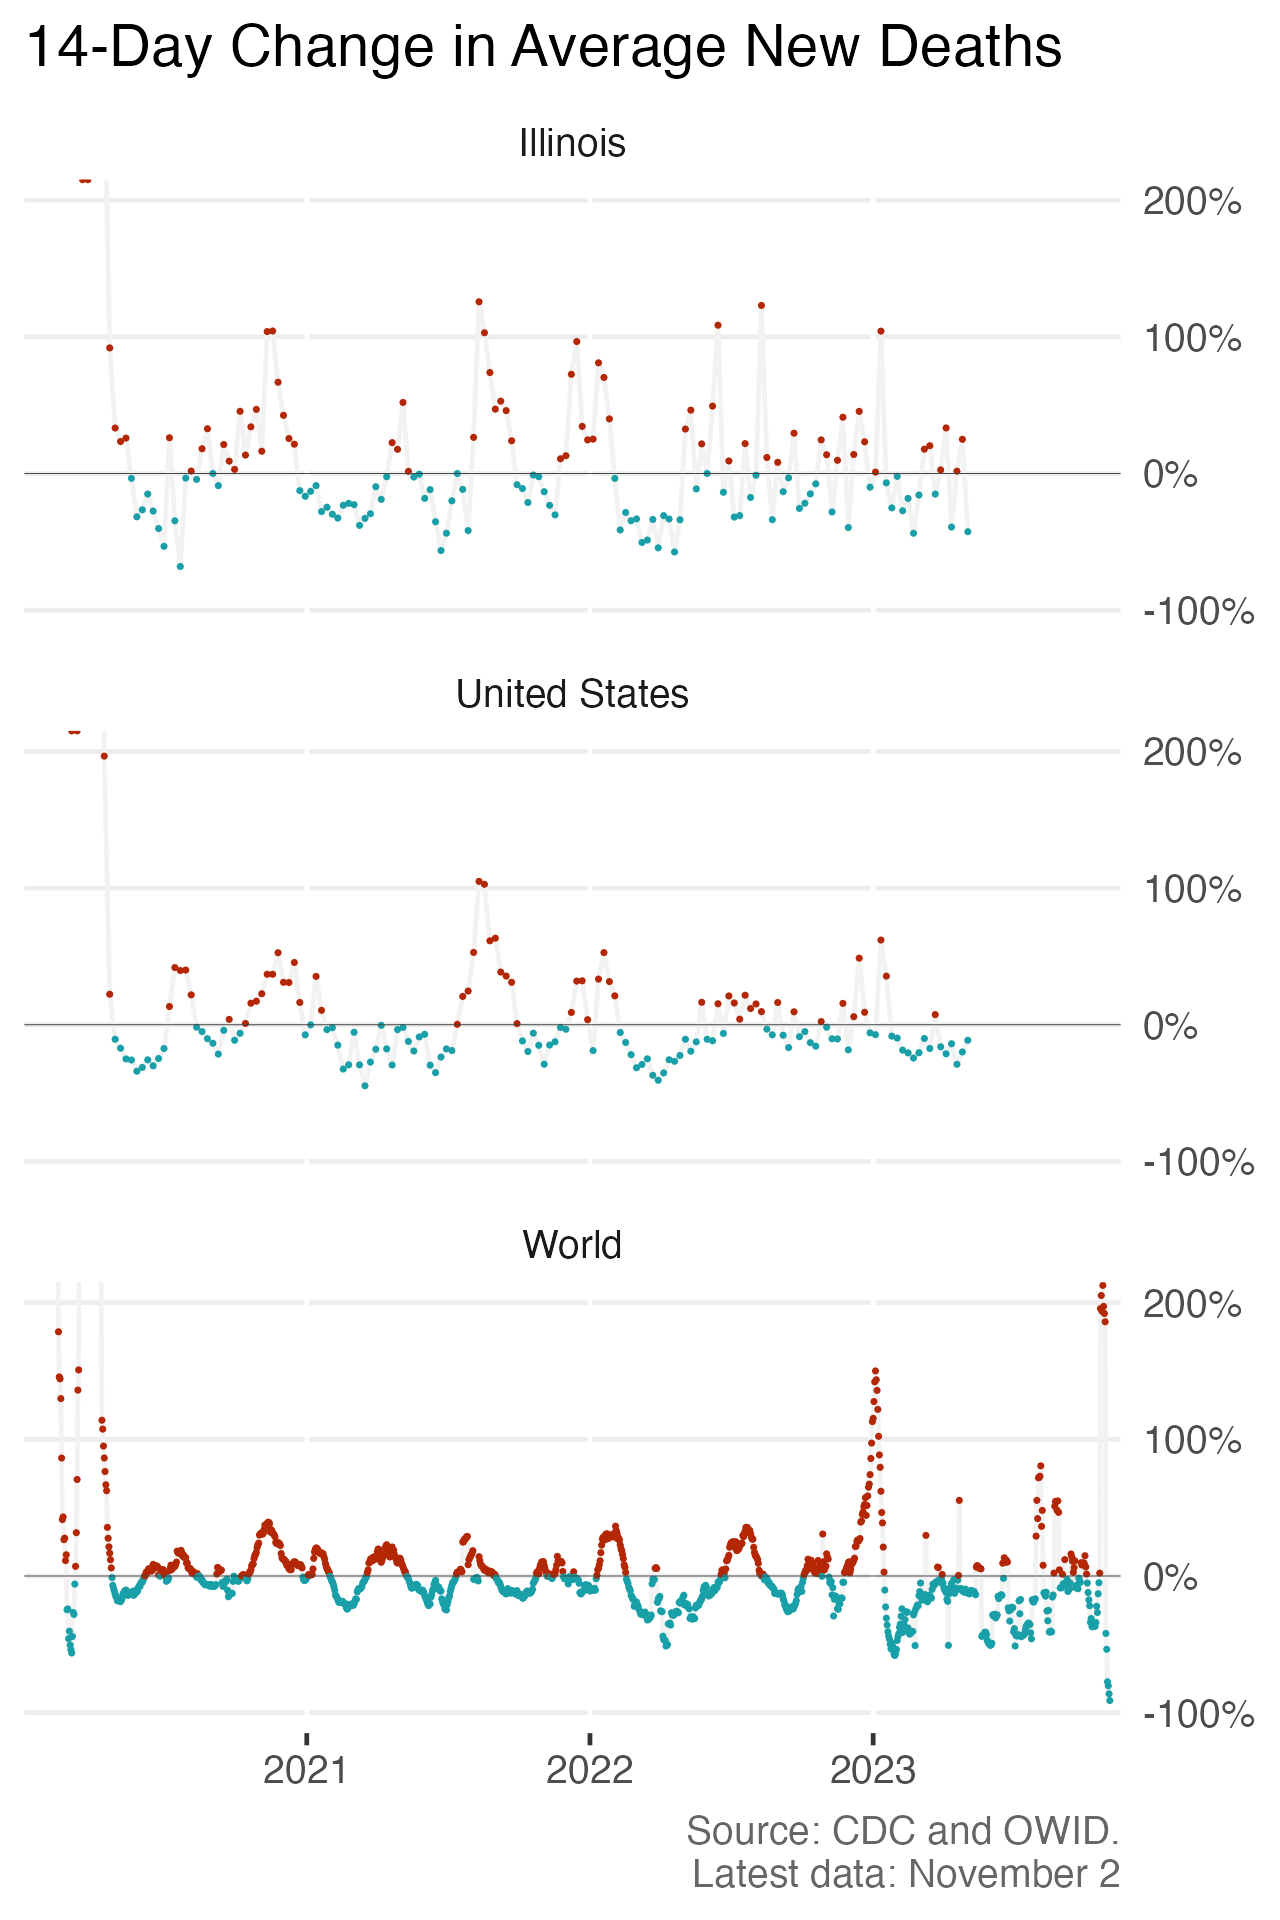 14-Day Change in Average New Deaths
Illinois
200%
100%
0%
-100%
United States
200%
100%
0%
-100%
World
200%
100%
0%
-100%
2021
2022
2023
Source: CDC and OWID.
Latest data: November 2